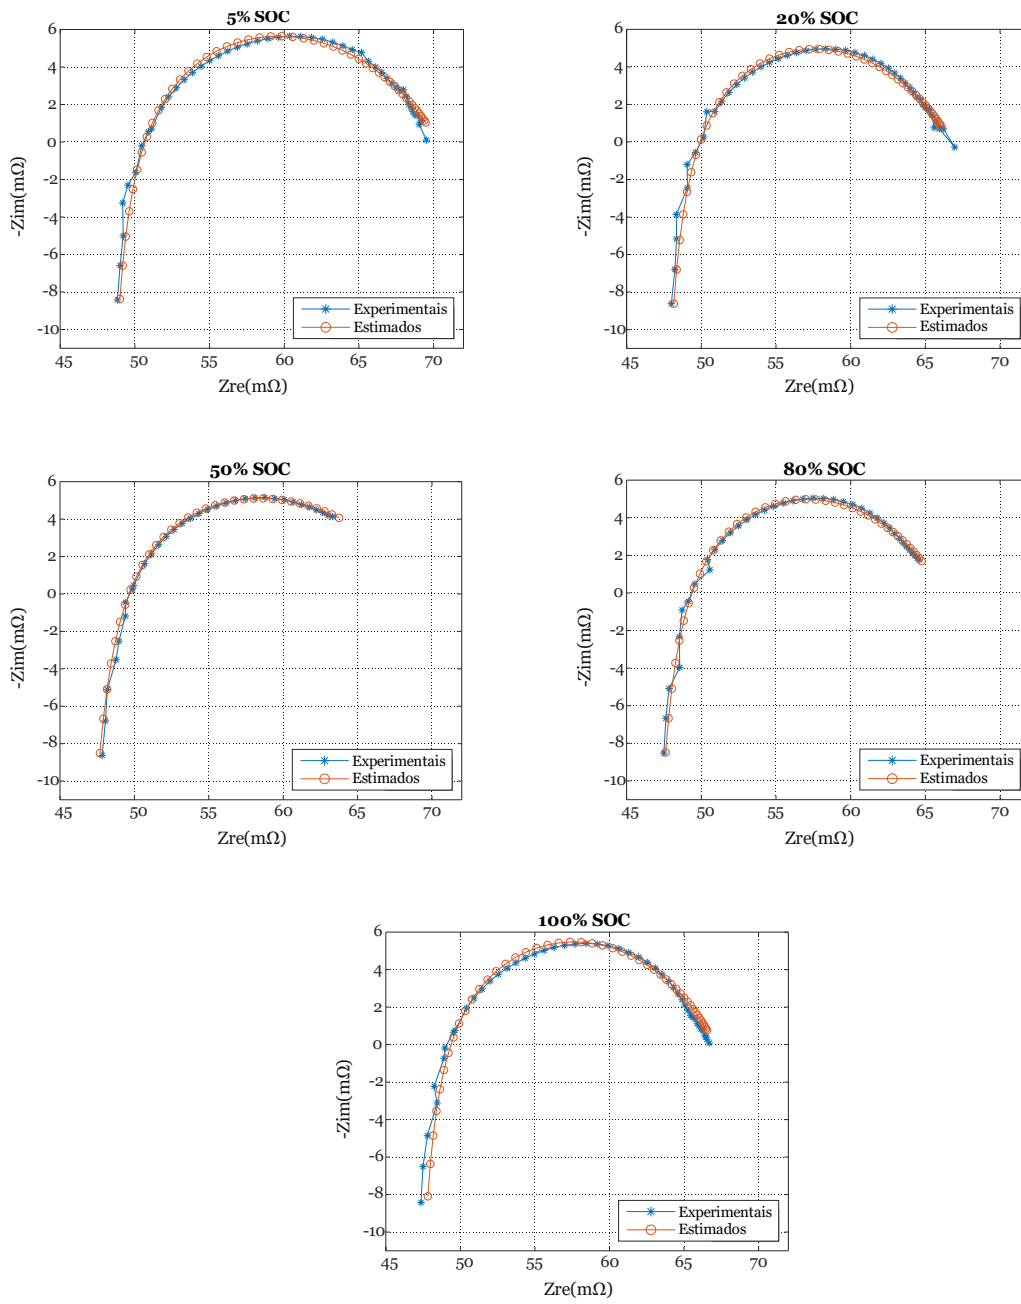 5% SOC
6
4
2
0
-2
-4
-6
-8
-10
-Zim(mΩ)
Experimentais
Estimados
45 50 55 60 65 70
Zre(mΩ)
20% SOC
6
4
2
0
-2
-4
-6
-8
-10
-Zim(mΩ)
Experimentais
Estimados
45 50 55 60 65 70
Zre(mΩ)
50% SOC
6
4
2
0
-2
-4
-6
-8
-10
-Zim(mΩ)
Experimentais
Estimados
45 50 55 60 65 70
Zre(mΩ)
80% SOC
6
4
2
0
-2
-4
-6
-8
-10
-Zim(mΩ)
Experimentais
Estimados
45 50 55 60 65 70
Zre(mΩ)
100% SOC
6
4
2
0
-2
-4
-6
-8
-10
-Zim(mΩ)
Experimentais
Estimados
45 50 55 60 65 70
Zre(mΩ)